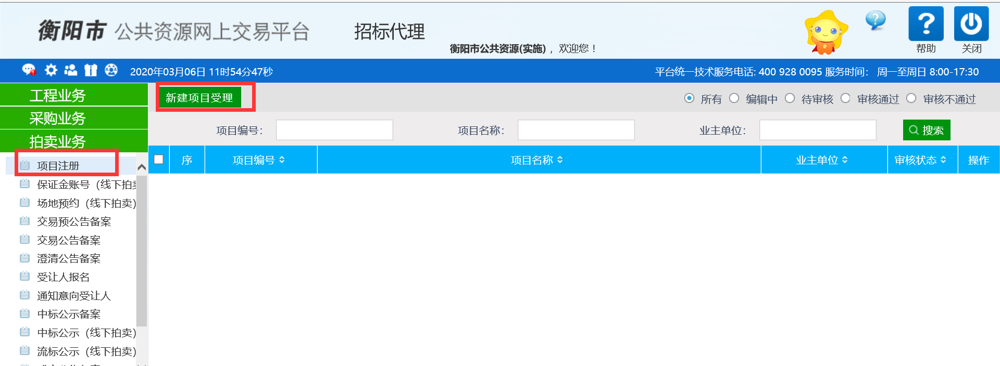 衡阳市 公共资源网上交易平台 招标代理
衡阳市公共资源(实施) ，欢迎您！
帮助
关闭
2020年03月06日 11时54分47秒
平台统一技术服务电话: 400 928 0095 服务时间： 周一至周日 8:00-17:30
工程业务
采购业务
拍卖业务
项目注册
保证金账号（线下拍卖
场地预约（线下拍卖）
交易预公告备案
交易公告备案
澄清公告备案
受让人报名
通知意向受让人
中标公示备案
中标公示（线下拍卖）
流标公示（线下拍卖）
新建项目受理
所有 编辑中 待审核 审核通过 审核不通过
项目编号： 项目名称： 业主单位： 搜索
序 项目编号 项目名称 业主单位 审核状态 操作